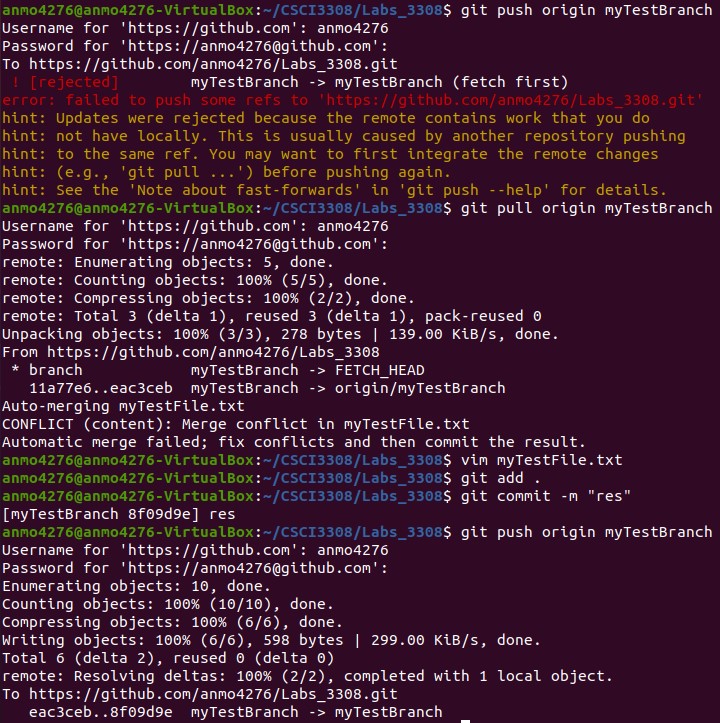 anmo4276@anmo4276-VirtualBox:~/CSCI3308/Labs_3308$ git push origin myTestBranch
Username for 'https://github.com': anmo4276
Password for 'https://anmo4276@github.com':
To https://github.com/anmo4276/Labs_3308.git
 ! [rejected]        myTestBranch -> myTestBranch (fetch first)
error: failed to push some refs to 'https://github.com/anmo4276/Labs_3308.git'
hint: Updates were rejected because the remote contains work that you do
hint: not have locally. This is usually caused by another repository pushing
hint: to the same ref. You may want to first integrate the remote changes
hint: (e.g., 'git pull ...') before pushing again.
hint: See the 'Note about fast-forwards' in 'git push --help' for details.
anmo4276@anmo4276-VirtualBox:~/CSCI3308/Labs_3308$ git pull origin myTestBranch
Username for 'https://github.com': anmo4276
Password for 'https://anmo4276@github.com':
remote: Enumerating objects: 5, done.
remote: Counting objects: 100% (5/5), done.
remote: Compressing objects: 100% (2/2), done.
remote: Total 3 (delta 1), reused 3 (delta 1), pack-reused 0
Unpacking objects: 100% (3/3), 278 bytes | 139.00 KiB/s, done.
From https://github.com/anmo4276/Labs_3308
 * branch            myTestBranch -> FETCH_HEAD
   11a77e6..eac3ceb  myTestBranch -> origin/myTestBranch
Auto-merging myTestFile.txt
CONFLICT (content): Merge conflict in myTestFile.txt
Automatic merge failed; fix conflicts and then commit the result.
anmo4276@anmo4276-VirtualBox:~/CSCI3308/Labs_3308$ vim myTestFile.txt
anmo4276@anmo4276-VirtualBox:~/CSCI3308/Labs_3308$ git add .
anmo4276@anmo4276-VirtualBox:~/CSCI3308/Labs_3308$ git commit -m "res"
[myTestBranch 8f09d9e] res
anmo4276@anmo4276-VirtualBox:~/CSCI3308/Labs_3308$ git push origin myTestBranch
Username for 'https://github.com': anmo4276
Password for 'https://anmo4276@github.com':
Enumerating objects: 10, done.
Counting objects: 100% (10/10), done.
Compressing objects: 100% (6/6), done.
Writing objects: 100% (6/6), 598 bytes | 299.00 KiB/s, done.
Total 6 (delta 2), reused 0 (delta 0)
remote: Resolving deltas: 100% (2/2), completed with 1 local object.
To https://github.com/anmo4276/Labs_3308.git
   eac3ceb..8f09d9e  myTestBranch -> myTestBranch